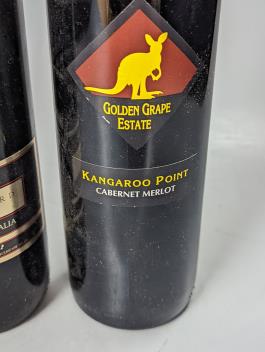 GOLDEN GRAPE
ESTATE
KANGAROO POINT
CABERNET MERLOT